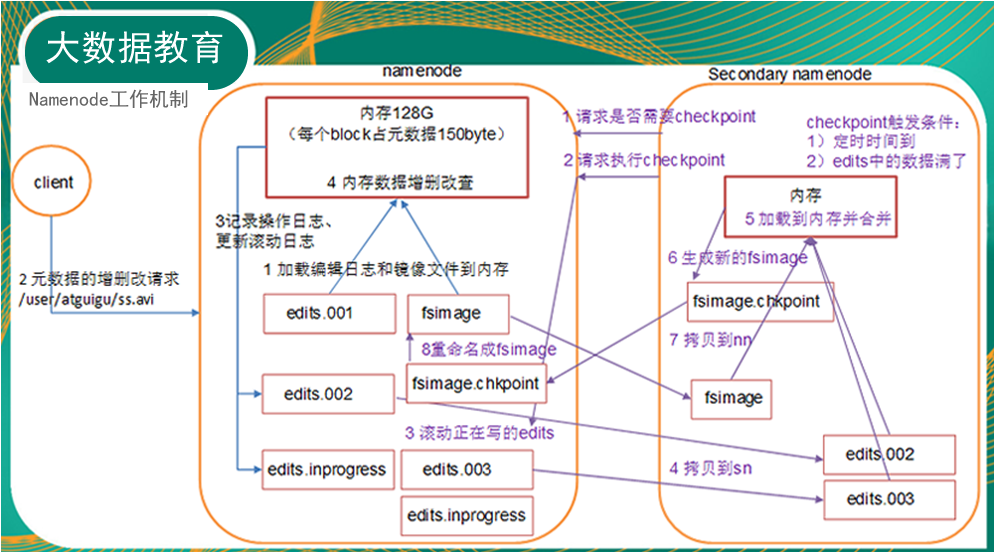 大数据教育
Namenode工作机制
namenode
内存128G
（每个block占元数据150byte）
4 内存数据增删改查
client
3记录操作日志、
更新滚动日志
1 加载编辑日志和镜像文件到内存
2 元数据的增删改请求
/user/atguigu/ss.avi
edits.001
fsimage
8重命名成fsimage
fsimage.chkpoint
edits.002
3 滚动正在写的edits
edits.inprogress
edits.003
edits.inprogress
1 请求是否需要checkpoint
2 请求执行checkpoint
Secondary namenode
checkpoint触发条件：
1）定时时间到
2）edits中的数据满了
内存
5 加载到内存并合并
6 生成新的fsimage
fsimage.chkpoint
7 拷贝到nn
fsimage
4 拷贝到sn
edits.002
edits.003